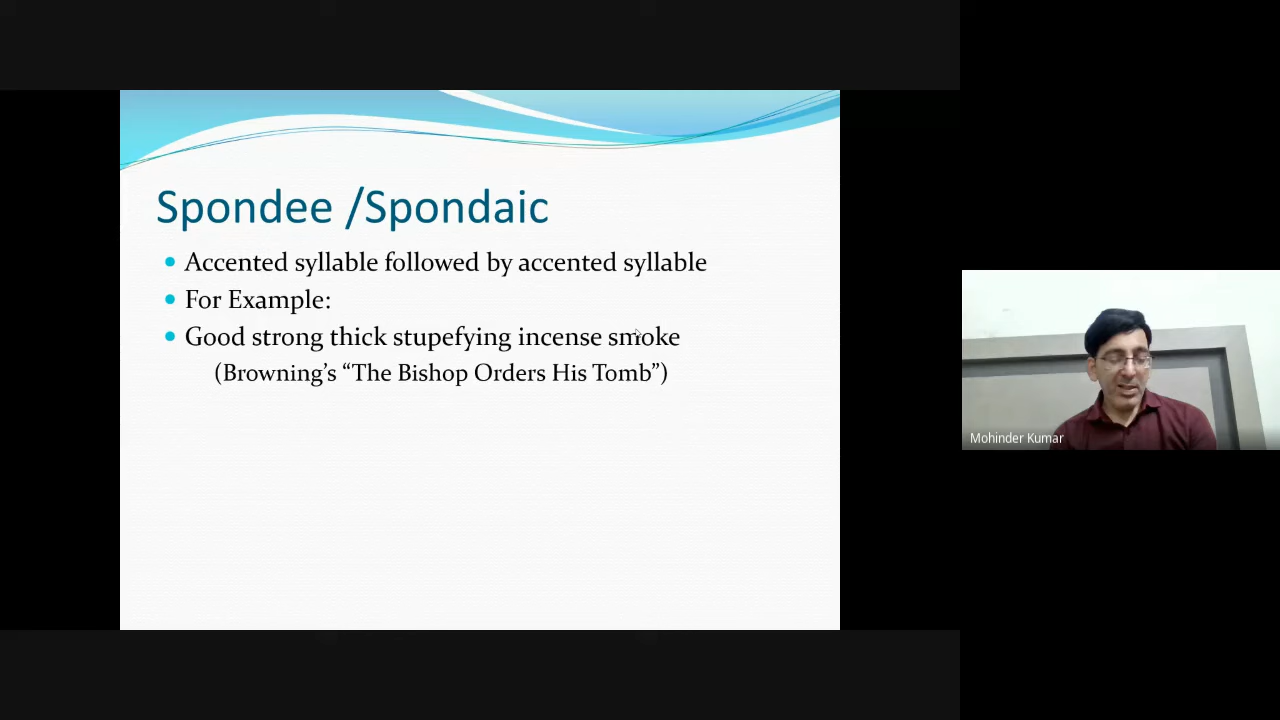 Spondee /Spondaic
Accented syllable followed by accented syllable
For Example:
Good strong thick stupefying incense smoke
(Browning’s “The Bishop Orders His Tomb”)
Mohinder Kumar